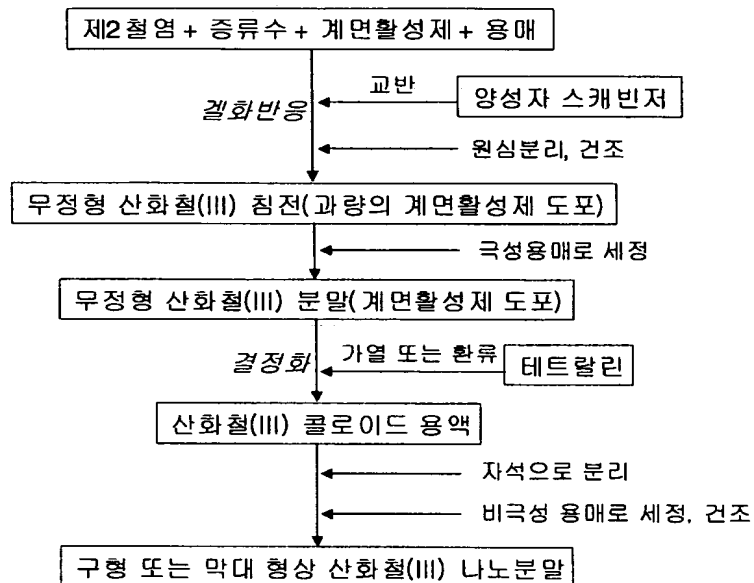 제2철염 + 증류수 + 계면활성제 + 용매
교반
양성자 스캐빈저
겔화반응
원심분리, 건조
무정형 산화철(III) 침전(과량의 계면활성제 도포)
극성용매로 세정
무정형 산화철(III) 분말(계면활성제 도포)
결정화
가열 또는 환류
테트랄린
산화철(III) 콜로이드 용액
자석으로 분리
비극성 용매로 세정, 건조
구형 또는 막대 형상 산화철(III) 나노분말